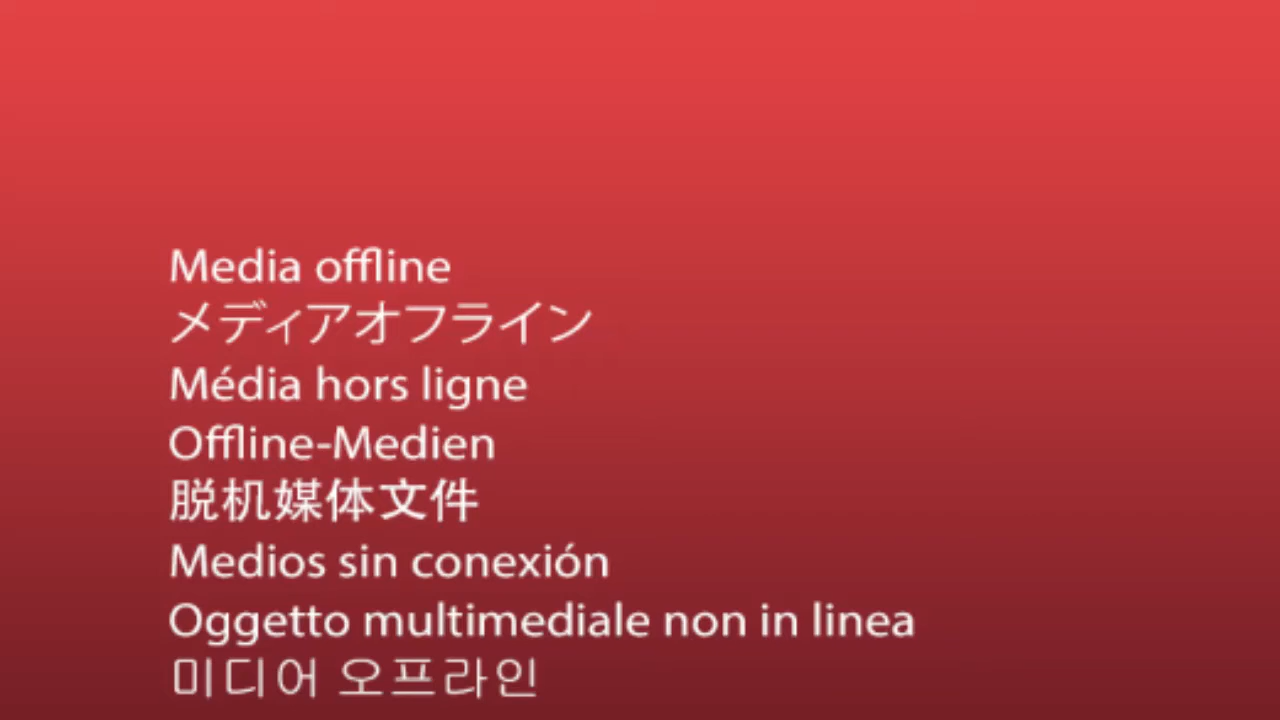 Media offline
メディアオフライン
Média hors ligne
Offline-Medien
脱机媒体文件
Medios sin conexión
Oggetto multimediale non in linea
미디어 오프라인